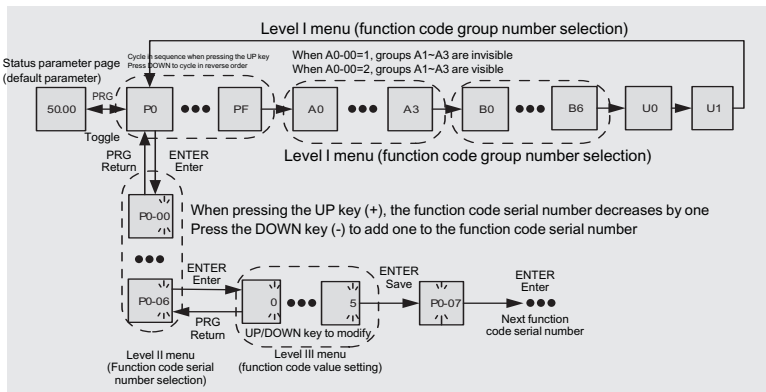 Level I menu (function code group number selection)
Status parameter page
(default parameter)
Cycle in sequence when pressing the UP key
Press DOWN to cycle in reverse order
When A0-00=1, groups A1~A3 are invisible
When A0-00=2, groups A1~A3 are visible
50.00
PRG
Toggle
P0
PF
A0
A3
B0
B6
U0
U1
Level I menu (function code group number selection)
PRG
Return
ENTER
Enter
P0-00
When pressing the UP key (+), the function code serial number decreases by one
Press the DOWN key (-) to add one to the function code serial number
P0-06
ENTER
Enter
PRG
Return
0
5
UP/DOWN key to modify
ENTER
Save
P0-07
ENTER
Enter
Next function
code serial number
Level II menu
(Function code serial
number selection)
Level III menu
(function code value setting)